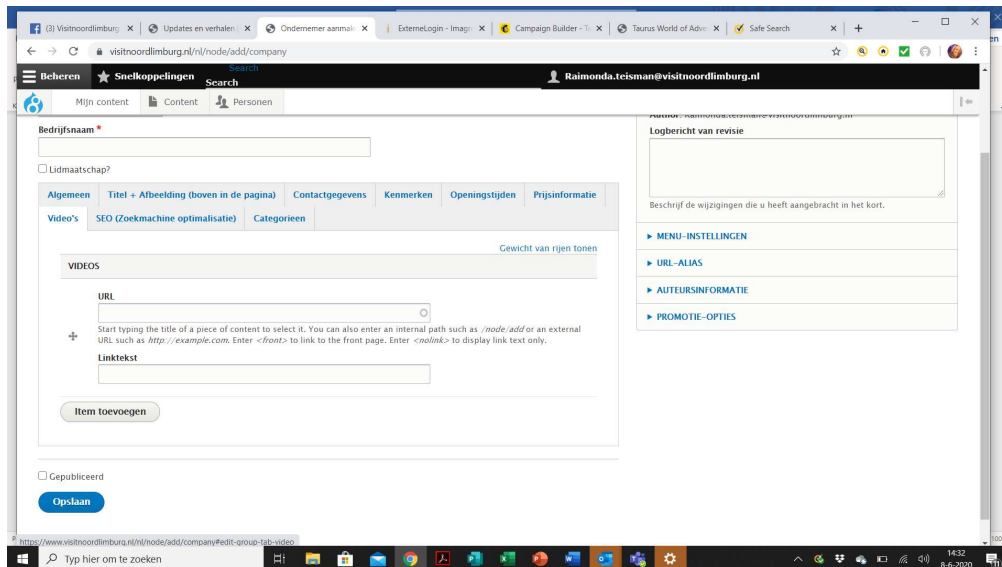 (3) Visitnoordlimburg
Updates en verhalen
Ondernemer aanmak
ExterneLogin - Imagr
Campaign Builder - T
Taurus World of Adve
Safe Search
visitnoordlimburg.nl/nl/node/add/company
Beheren
Snelkoppelingen
Search
Search
Raimonda.teisman@visitnoordlimburg.nl
Mijn content
Content
Personen
Bedrijfsnaam *
Author: Raimonda.teisman@visitnoordlimburg.nl
Logbericht van revisie
Lidmaatschap?
Algemeen Titel + Afbeelding (boven in de pagina) Contactgegevens Kenmerken Openingstijden Prijsinformatie
Video's SEO (Zoekmachine optimalisatie) Categorieen
Beschrijf de wijzigingen die u heeft aangebracht in het kort.
MENU-INSTELLINGEN
URL-ALIAS
AUTEURSINFORMATIE
PROMOTIE-OPTIES
Gewicht van rijen tonen
VIDEOS
URL
Start typing the title of a piece of content to select it. You can also enter an internal path such as /node/add or an external
URL such as http://example.com. Enter <front> to link to the front page. Enter <nolink> to display link text only.
Linktekst
Item toevoegen
Gepubliceerd
Opslaan
https://www.visitnoordlimburg.nl/nl/node/add/company#edit-group-tab-video
Typ hier om te zoeken
14:32
8-6-2020